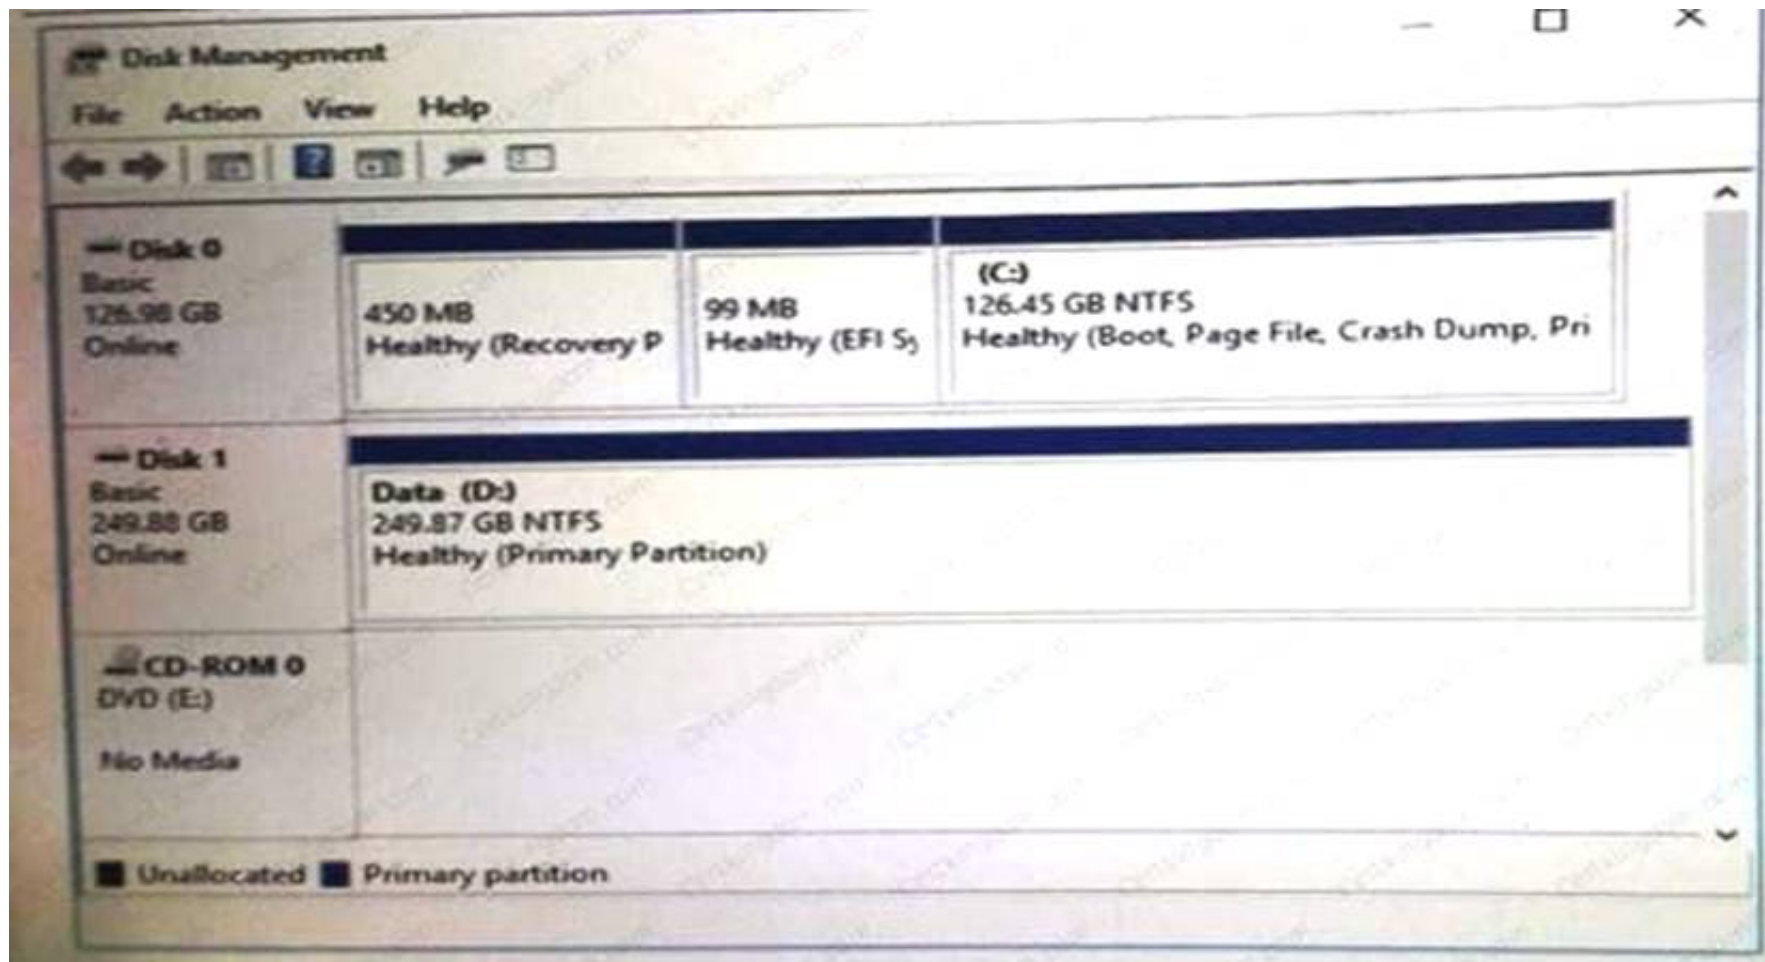 Disk Management
File Action View Help
Disk 0
Basic
126.98 GB
Online
450 MB
Healthy (Recovery P
99 MB
Healthy (EFI Sy
(C:)
126.45 GB NTFS
Healthy (Boot, Page File, Crash Dump, Pri
Disk 1
Basic
249.88 GB
Online
Data (D:)
249.87 GB NTFS
Healthy (Primary Partition)
CD-ROM 0
DVD (E:)
No Media
Unallocated Primary partition